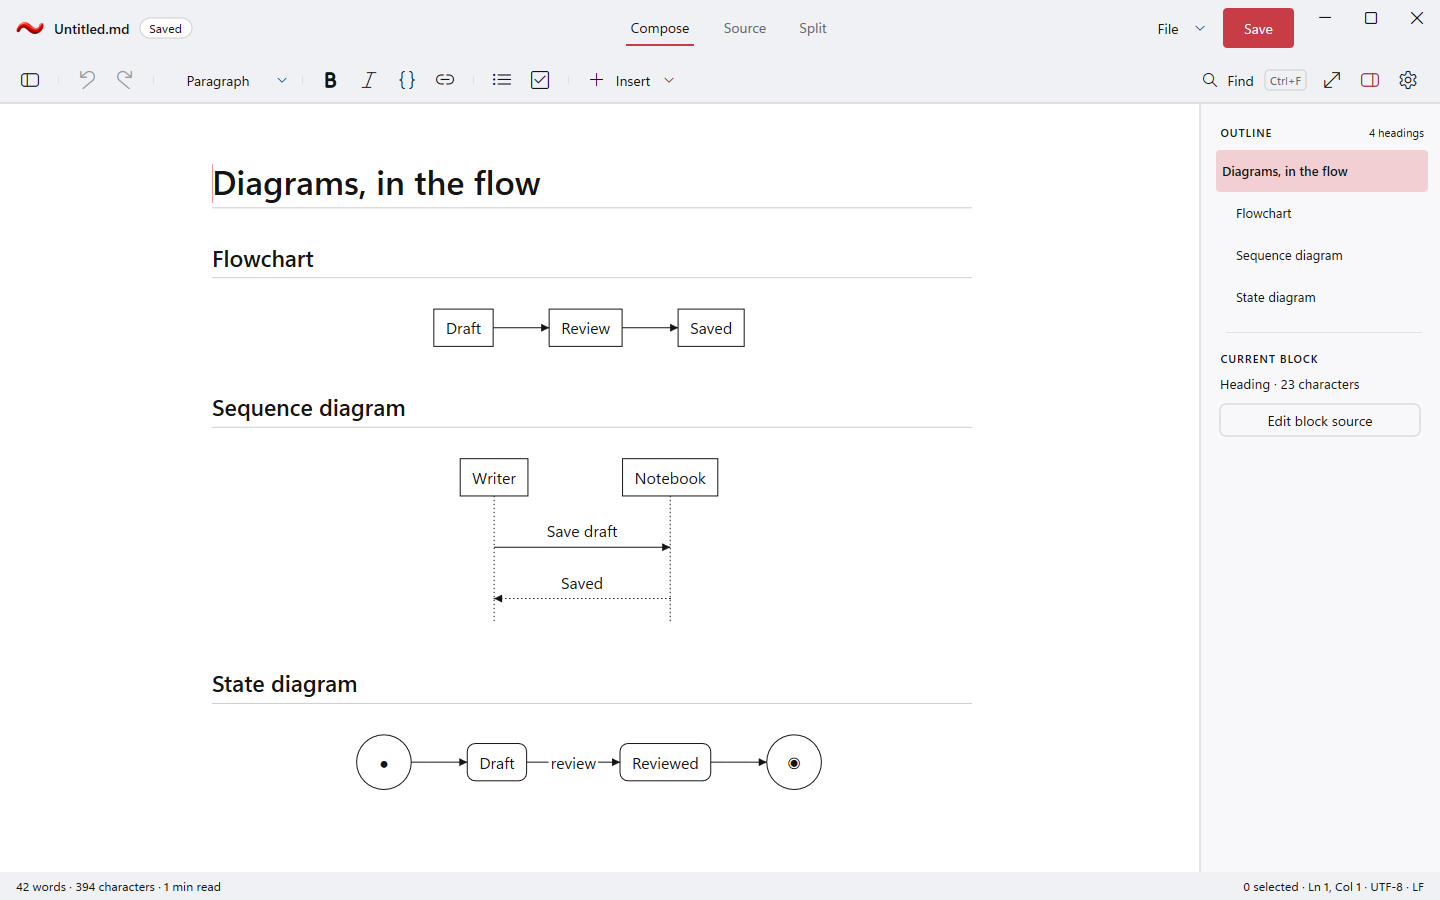 Untitled.md Saved Compose Source Split File Save
Paragraph B I {} Insert Find Ctrl+F
Diagrams, in the flow
Flowchart
Draft Review Saved
Sequence diagram
Writer Notebook
Save draft
Saved
State diagram
Draft review Reviewed
OUTLINE 4 headings
Diagrams, in the flow
Flowchart
Sequence diagram
State diagram
CURRENT BLOCK
Heading · 23 characters
Edit block source
42 words · 394 characters · 1 min read 0 selected · Ln 1, Col 1 · UTF-8 · LF